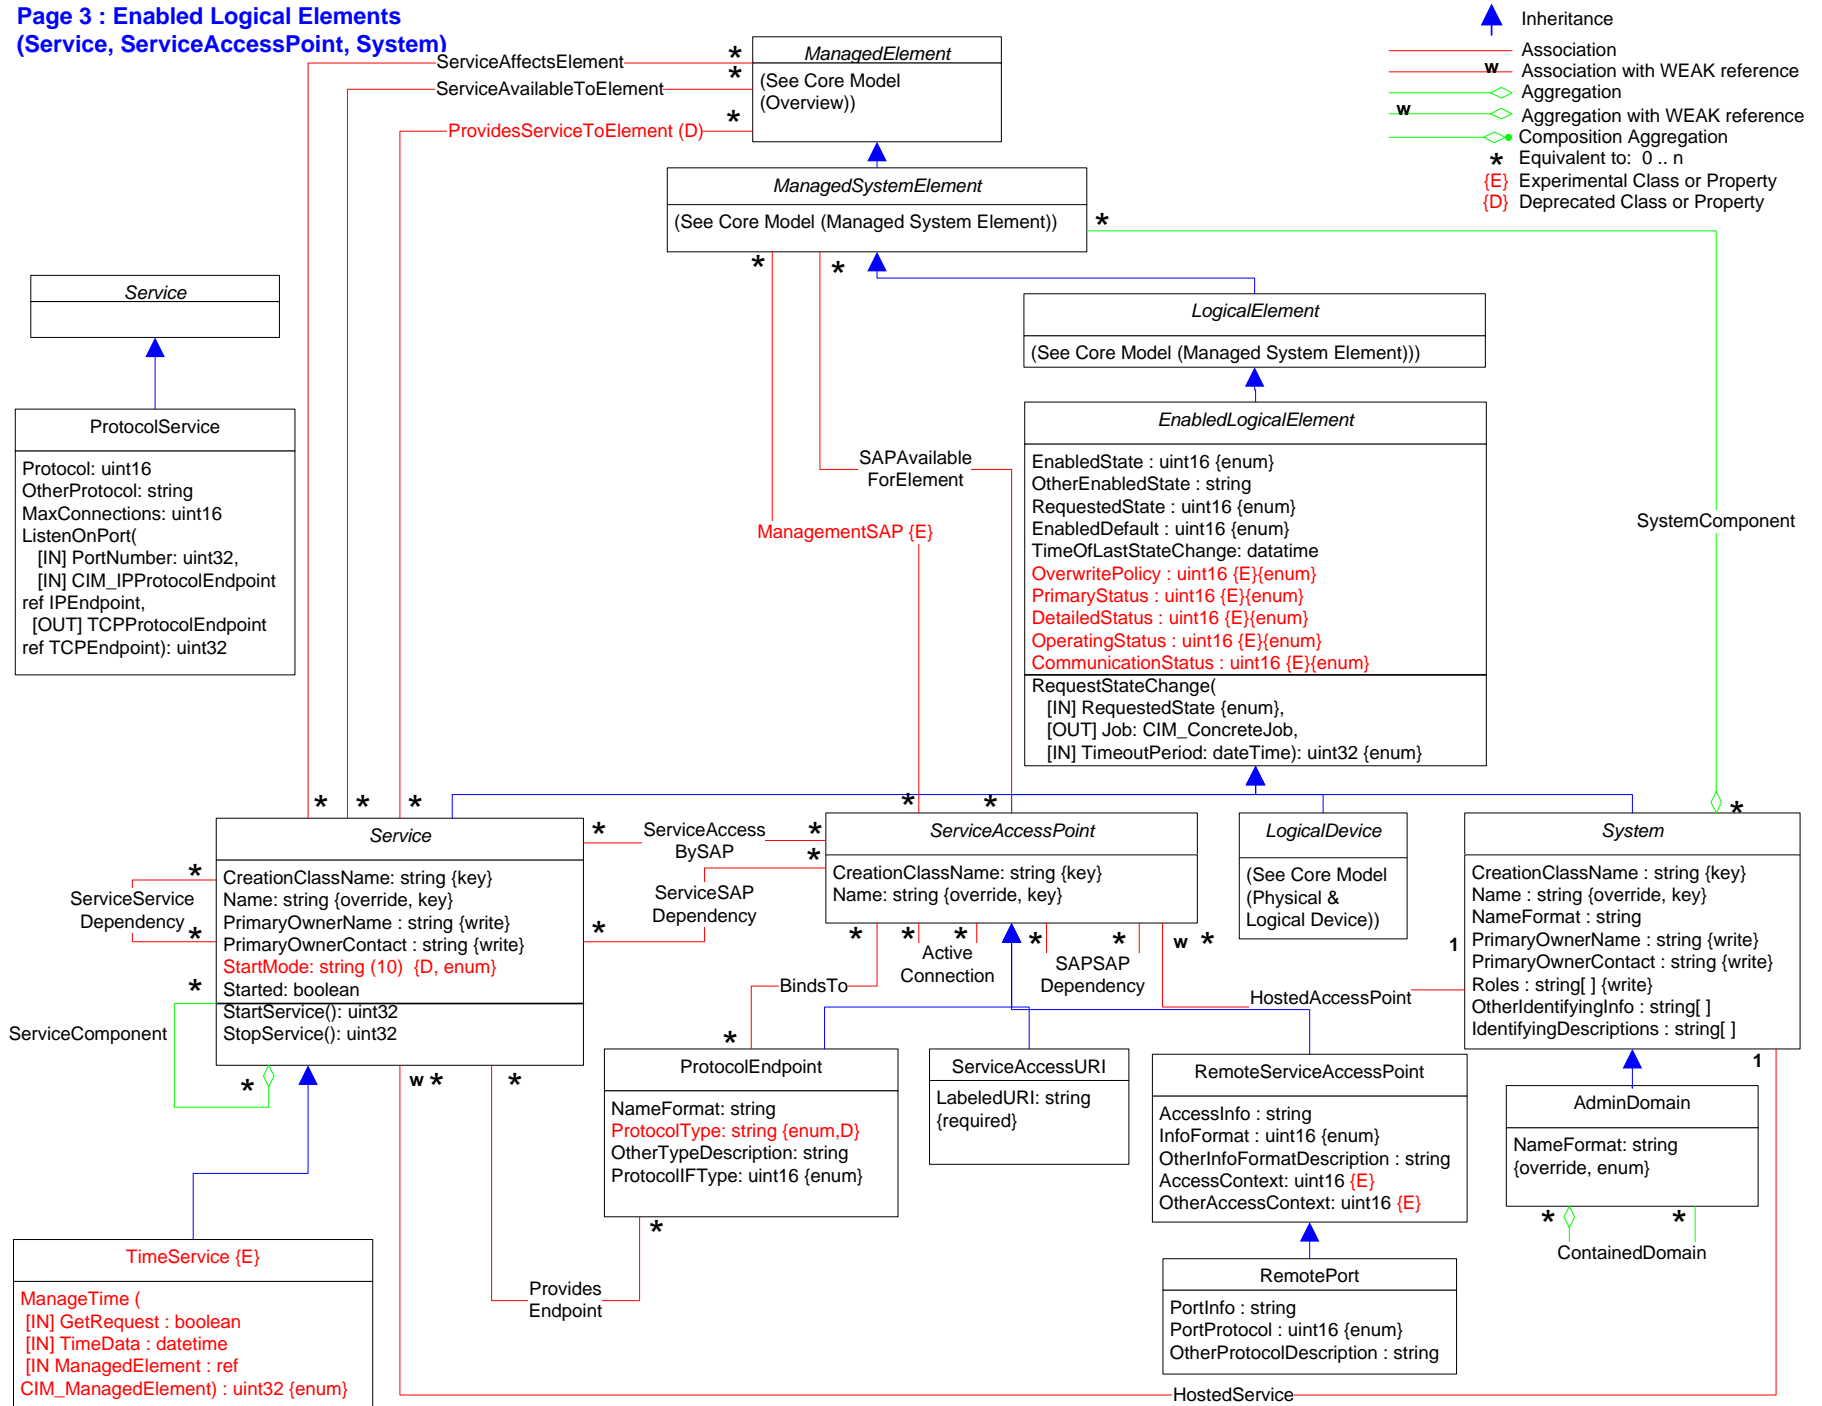 Page 3 : Enabled Logical Elements
(Service, ServiceAccessPoint, System)
Inheritance
Association
w
Association with WEAK reference
Aggregation
w
Aggregation with WEAK reference
Composition Aggregation
* Equivalent to: 0 .. n
{E} Experimental Class or Property
{D} Deprecated Class or Property
ServiceAffectsElement
*
ServiceAvailableToElement
*
ProvidesServiceToElement (D)
*
ManagedElement
(See Core Model
(Overview))
ManagedSystemElement
(See Core Model (Managed System Element))
*
*
*
Service
LogicalElement
(See Core Model (Managed System Element)))
ProtocolService
Protocol: uint16
OtherProtocol: string
MaxConnections: uint16
ListenOnPort(
[IN] PortNumber: uint32,
[IN] CIM_IPProtocolEndpoint
ref IPEndpoint,
[OUT] TCPProtocolEndpoint
ref TCPEndpoint): uint32
SAPAvailable
ForElement
ManagementSAP {E}
EnabledLogicalElement
EnabledState : uint16 {enum}
OtherEnabledState : string
RequestedState : uint16 {enum}
EnabledDefault : uint16 {enum}
TimeOfLastStateChange: datatime
OverwritePolicy : uint16 {E}{enum}
PrimaryStatus : uint16 {E}{enum}
DetailedStatus : uint16 {E}{enum}
OperatingStatus : uint16 {E}{enum}
CommunicationStatus : uint16 {E}{enum}
RequestStateChange(
[IN] RequestedState {enum},
[OUT] Job: CIM_ConcreteJob,
[IN] TimeoutPeriod: dateTime): uint32 {enum}
SystemComponent
* * *
* *
*
Service
CreationClassName: string {key}
Name: string {override, key}
PrimaryOwnerName : string {write}
PrimaryOwnerContact : string {write}
StartMode: string (10) {D, enum}
Started: boolean
StartService(): uint32
StopService(): uint32
*
ServiceService
Dependency
*
*
ServiceComponent
*
* ServiceAccess *
BySAP
*
ServiceSAP
Dependency
*
ServiceAccessPoint
CreationClassName: string {key}
Name: string {override, key}
LogicalDevice
(See Core Model
(Physical &
Logical Device))
System
CreationClassName : string {key}
Name : string {override, key}
NameFormat : string
PrimaryOwnerName : string {write}
PrimaryOwnerContact : string {write}
Roles : string[ ] {write}
OtherIdentifyingInfo : string[ ]
IdentifyingDescriptions : string[ ]
* * * * * w *
1
Active
Connection
SAPSAP
Dependency
BindsTo
HostedAccessPoint
*
w *
*
1
ProtocolEndpoint
NameFormat: string
ProtocolType: string {enum,D}
OtherTypeDescription: string
ProtocolIFType: uint16 {enum}
*
ServiceAccessURI
LabeledURI: string
{required}
RemoteServiceAccessPoint
AccessInfo : string
InfoFormat : uint16 {enum}
OtherInfoFormatDescription : string
AccessContext: uint16 {E}
OtherAccessContext: uint16 {E}
AdminDomain
NameFormat: string
{override, enum}
* *
ContainedDomain
TimeService {E}
ManageTime (
[IN] GetRequest : boolean
[IN] TimeData : datetime
[IN ManagedElement : ref
CIM_ManagedElement) : uint32 {enum}
Provides
Endpoint
RemotePort
PortInfo : string
PortProtocol : uint16 {enum}
OtherProtocolDescription : string
HostedService